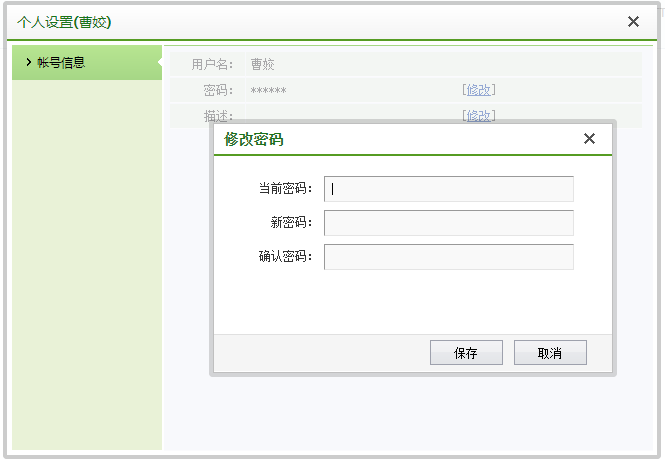 个人设置(曹姣)
帐号信息
用户名： 曹姣
密码： ****** [修改]
描述： [修改]
修改密码
当前密码：
新密码：
确认密码：
保存 取消